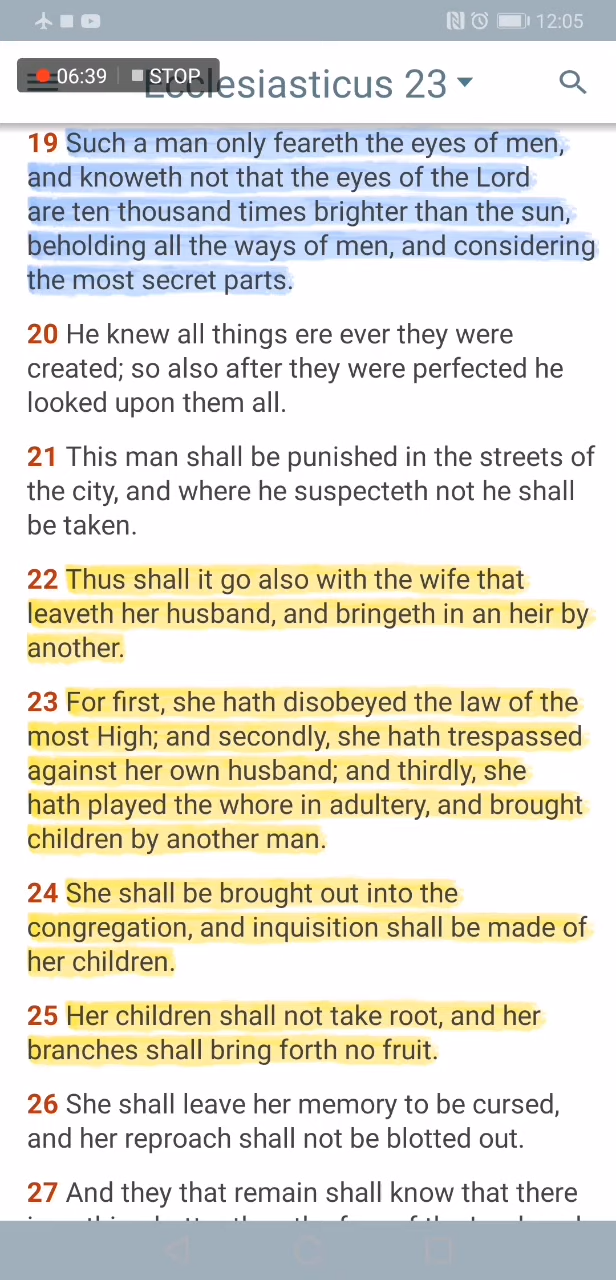 12:05
06:39 STOP
Ecclesiasticus 23
19 Such a man only feareth the eyes of men,
and knoweth not that the eyes of the Lord
are ten thousand times brighter than the sun,
beholding all the ways of men, and considering
the most secret parts.
20 He knew all things ere ever they were
created; so also after they were perfected he
looked upon them all.
21 This man shall be punished in the streets of
the city, and where he suspecteth not he shall
be taken.
22 Thus shall it go also with the wife that
leaveth her husband, and bringeth in an heir by
another.
23 For first, she hath disobeyed the law of the
most High; and secondly, she hath trespassed
against her own husband; and thirdly, she
hath played the whore in adultery, and brought
children by another man.
24 She shall be brought out into the
congregation, and inquisition shall be made of
her children.
25 Her children shall not take root, and her
branches shall bring forth no fruit.
26 She shall leave her memory to be cursed,
and her reproach shall not be blotted out.
27 And they that remain shall know that there